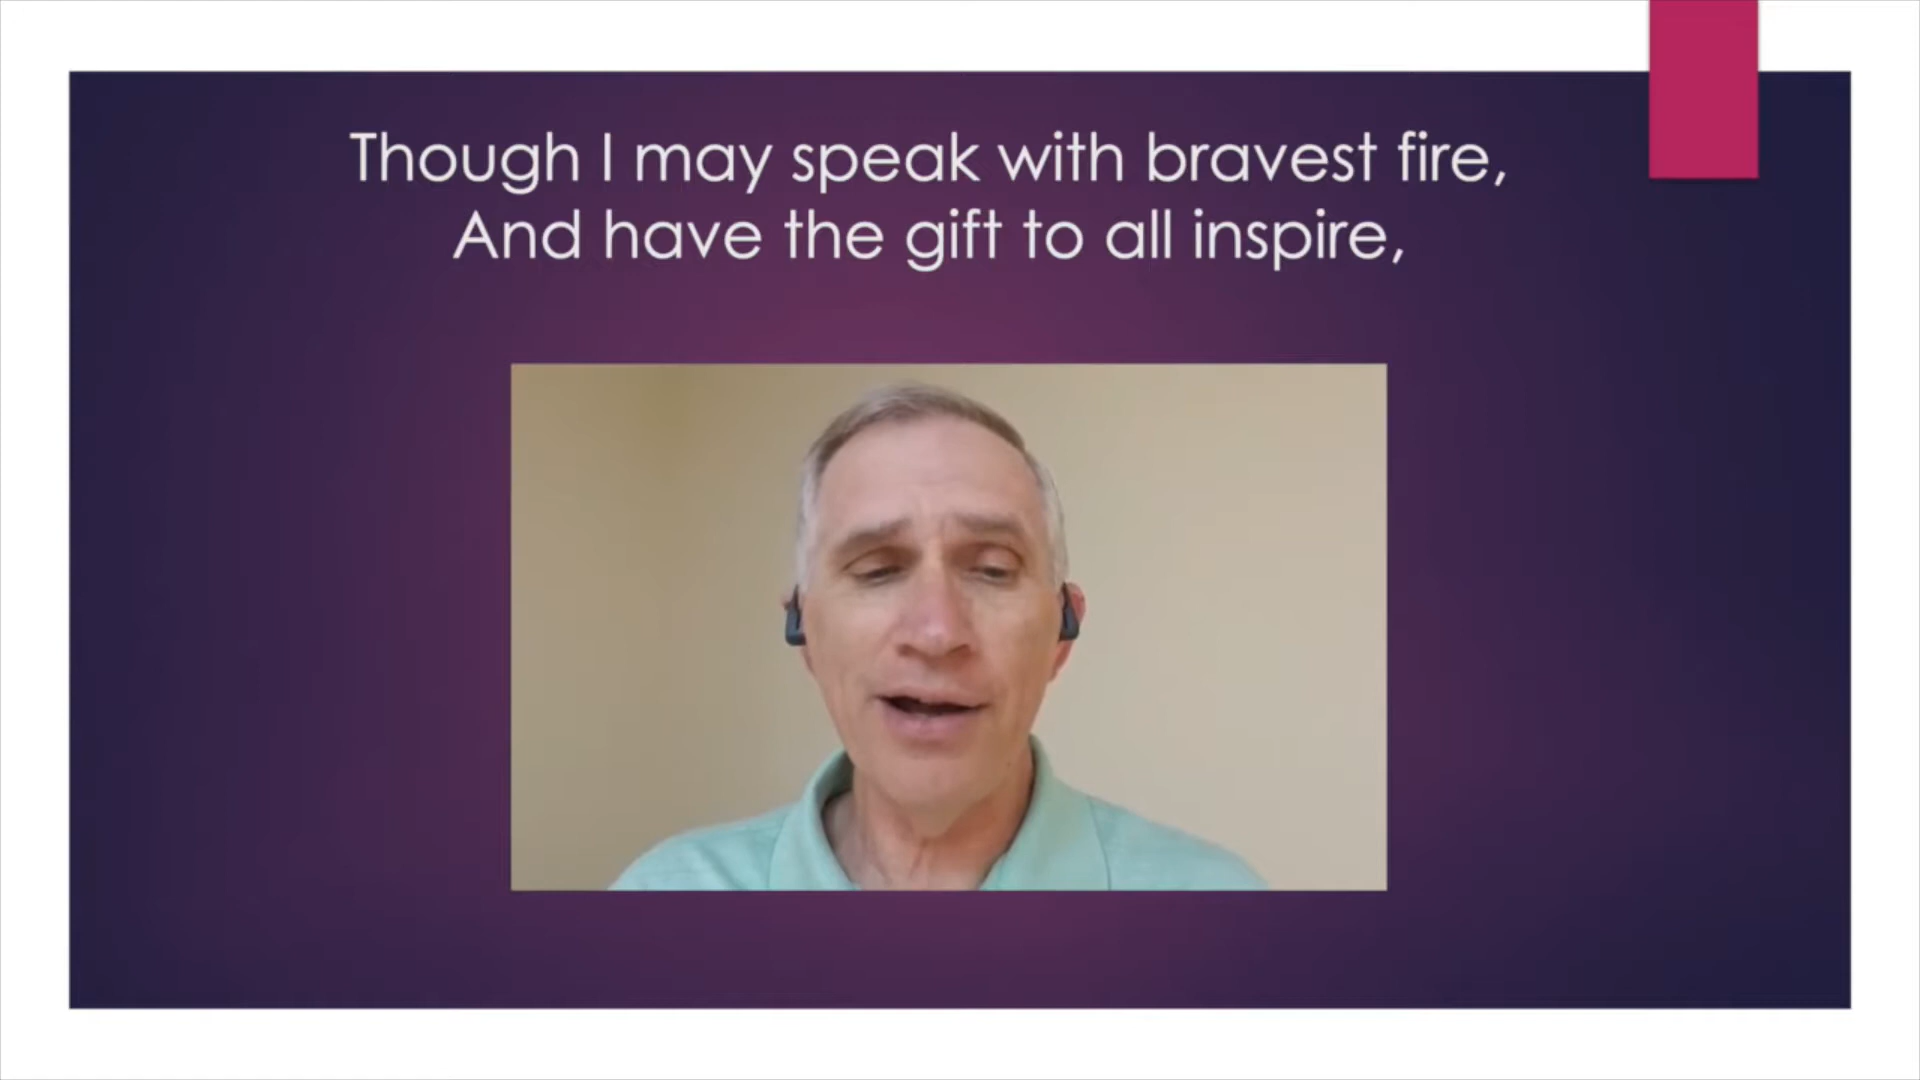 Though I may speak with bravest fire,
And have the gift to all inspire,